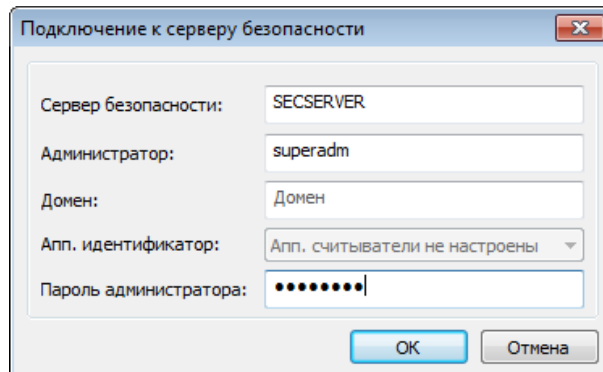 Подключение к серверу безопасности
Сервер безопасности: SECSERVER
Администратор: superadm
Домен: Домен
Апп. идентификатор: Апп. считыватели не настроены
Пароль администратора: ●●●●●●●●
OK Отмена